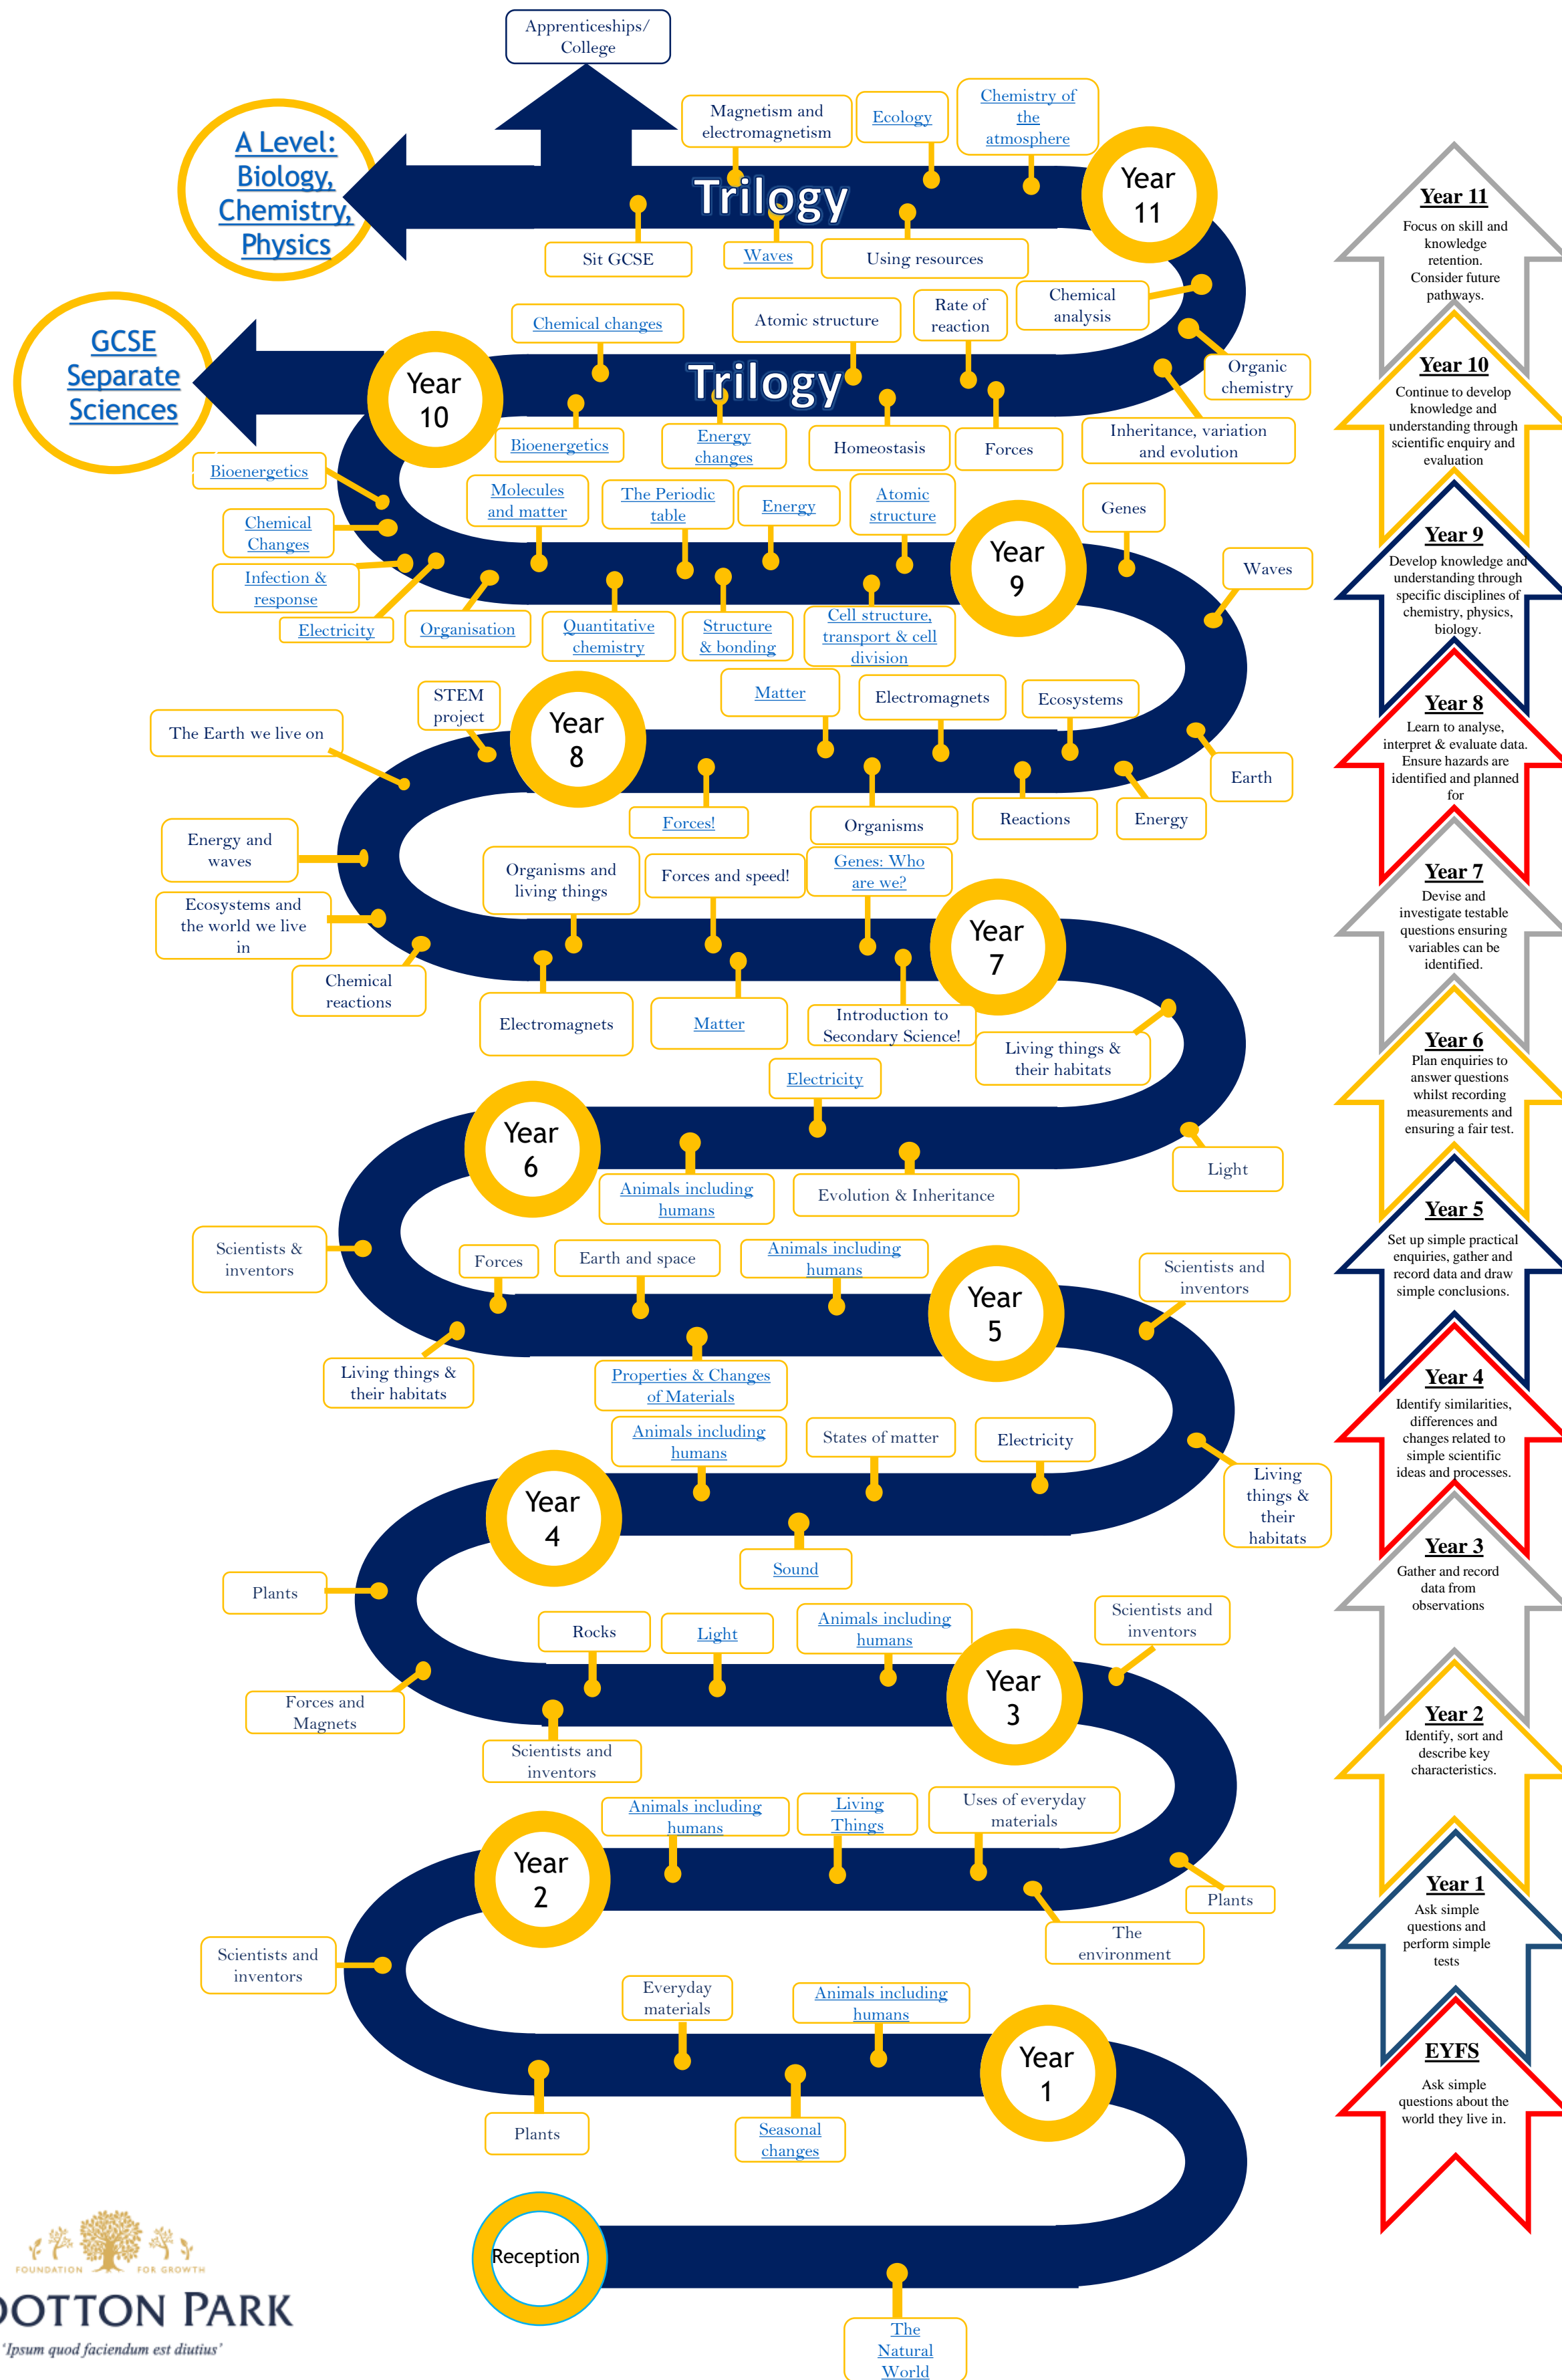 Apprenticeships/
College
A Level:
Biology,
Chemistry,
Physics
Magnetism and
electromagnetism
Ecology
Chemistry of
the
atmosphere
Year
11
Trilogy
Sit GCSE
Waves
Using resources
Chemical
analysis
Organic
chemistry
GCSE
Separate
Sciences
Chemical changes
Atomic structure
Rate of
reaction
Year
10
Trilogy
Bioenergetics
Energy
changes
Homeostasis
Forces
Inheritance, variation
and evolution
Bioenergetics
Chemical
Changes
Infection &
response
Electricity
Organisation
Molecules
and matter
The Periodic
table
Energy
Atomic
structure
Quantitative
chemistry
Structure
& bonding
Cell structure,
transport & cell
division
Year
9
Genes
Waves
Earth
The Earth we live on
STEM
project
Year
8
Matter
Electromagnets
Ecosystems
Forces!
Organisms
Reactions
Energy
Energy and
waves
Ecosystems and
the world we live
in
Chemical
reactions
Organisms and
living things
Forces and speed!
Genes: Who
are we?
Year
7
Electromagnets
Matter
Introduction to
Secondary Science!
Living things &
their habitats
Electricity
Year
6
Light
Animals including
humans
Evolution & Inheritance
Scientists &
inventors
Forces
Earth and space
Animals including
humans
Year
5
Scientists and
inventors
Living things &
their habitats
Properties & Changes
of Materials
Animals including
humans
States of matter
Electricity
Living
things &
their
habitats
Year
4
Sound
Plants
Rocks
Light
Animals including
humans
Scientists and
inventors
Year
3
Forces and
Magnets
Scientists and
inventors
Animals including
humans
Living
Things
Uses of everyday
materials
Year
2
Plants
The
environment
Scientists and
inventors
Everyday
materials
Animals including
humans
Year
1
Plants
Seasonal
changes
Reception
The
Natural
World
Year 11
Focus on skill and
knowledge
retention.
Consider future
pathways.
Year 10
Continue to develop
knowledge and
understanding through
scientific enquiry and
evaluation
Year 9
Develop knowledge and
understanding through
specific disciplines of
chemistry, physics,
biology.
Year 8
Learn to analyse,
interpret & evaluate data.
Ensure hazards are
identified and planned
for
Year 7
Devise and
investigate testable
questions ensuring
variables can be
identified.
Year 6
Plan enquiries to
answer questions
whilst recording
measurements and
ensuring a fair test.
Year 5
Set up simple practical
enquiries, gather and
record data and draw
simple conclusions.
Year 4
Identify similarities,
differences and
changes related to
simple scientific
ideas and processes.
Year 3
Gather and record
data from
observations
Year 2
Identify, sort and
describe key
characteristics.
Year 1
Ask simple
questions and
perform simple
tests
EYFS
Ask simple
questions about the
world they live in.
FOUNDATION FOR GROWTH
OOTTON PARK
'Ipsum quod faciendum est diutius'